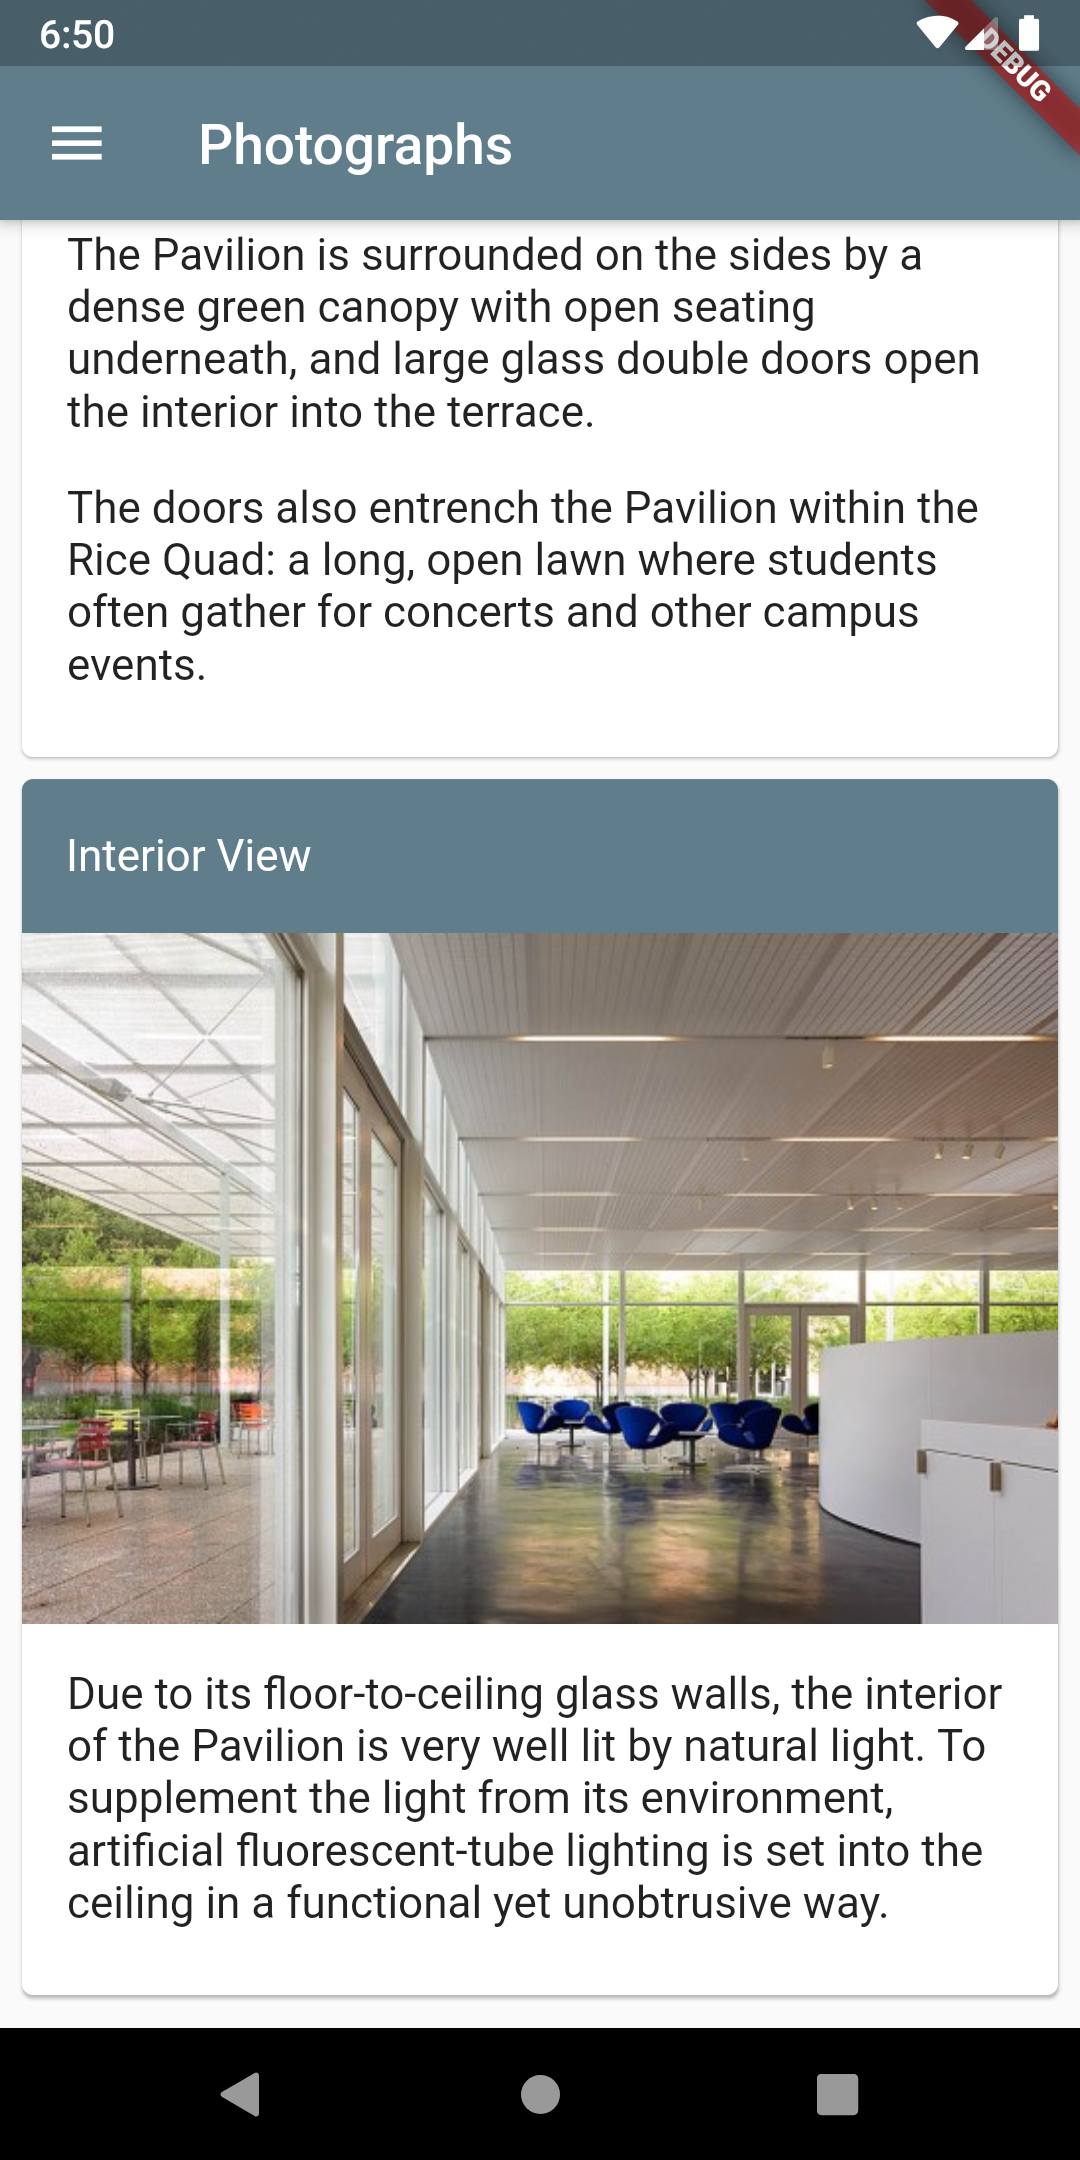 6:50
DEBUG
Photographs
The Pavilion is surrounded on the sides by a
dense green canopy with open seating
underneath, and large glass double doors open
the interior into the terrace.
The doors also entrench the Pavilion within the
Rice Quad: a long, open lawn where students
often gather for concerts and other campus
events.
Interior View
Due to its floor-to-ceiling glass walls, the interior
of the Pavilion is very well lit by natural light. To
supplement the light from its environment,
artificial fluorescent-tube lighting is set into the
ceiling in a functional yet unobtrusive way.